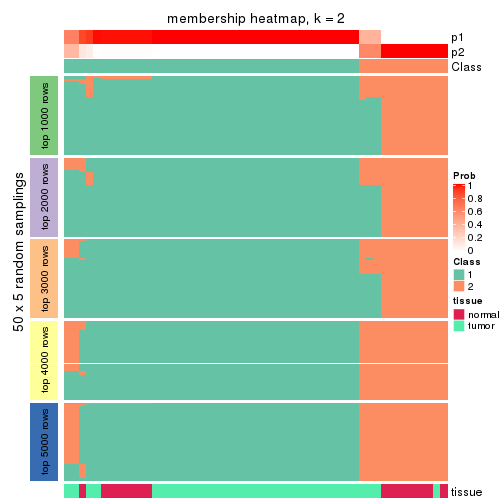 membership heatmap, k = 2
p1
p2
Class
50 x 5 random samplings
top 1000 rows
top 2000 rows
top 3000 rows
top 4000 rows
top 5000 rows
Prob
1
0.8
0.6
0.4
0.2
0
Class
1
2
tissue
normal
tumor
tissue